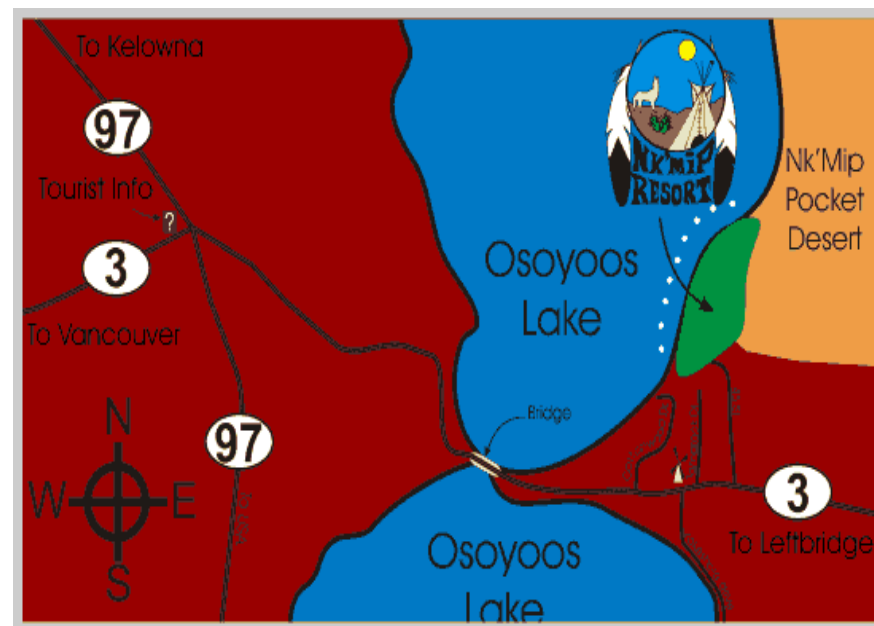 To Kelowna
97
Tourist Info
?
3
To Vancouver
NK'MIP
RESORT
Nk'Mip
Pocket
Desert
Osoyoos
Lake
Bridge
N
W
E
S
97
3
To Leftbridge
Osoyoos
Lake